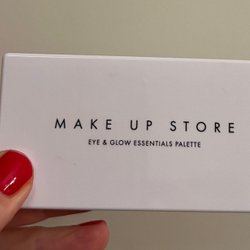 MAKE UP STORE
EYE & GLOW ESSENTIALS PALETTE